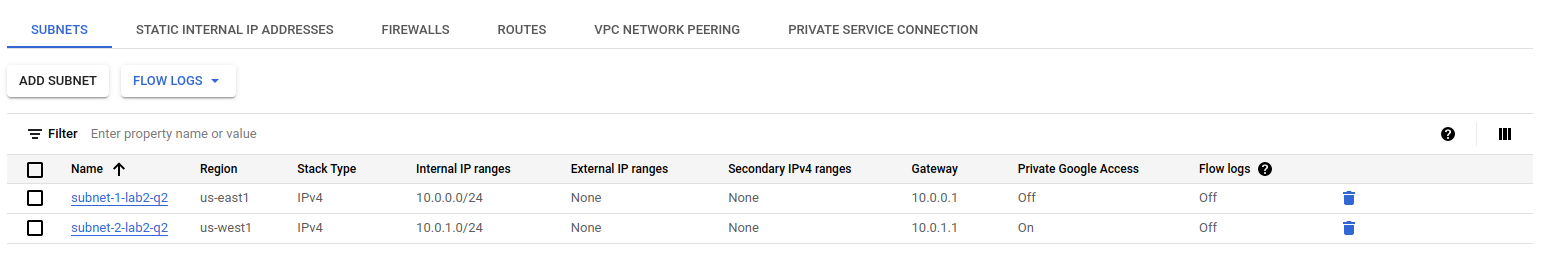 SUBNETS STATIC INTERNAL IP ADDRESSES FIREWALLS ROUTES VPC NETWORK PEERING PRIVATE SERVICE CONNECTION
ADD SUBNET FLOW LOGS
Filter Enter property name or value
Name Region Stack Type Internal IP ranges External IP ranges Secondary IPv4 ranges Gateway Private Google Access Flow logs
subnet-1-lab2-q2 us-east1 IPv4 10.0.0.0/24 None None 10.0.0.1 Off Off
subnet-2-lab2-q2 us-west1 IPv4 10.0.1.0/24 None None 10.0.1.1 On Off